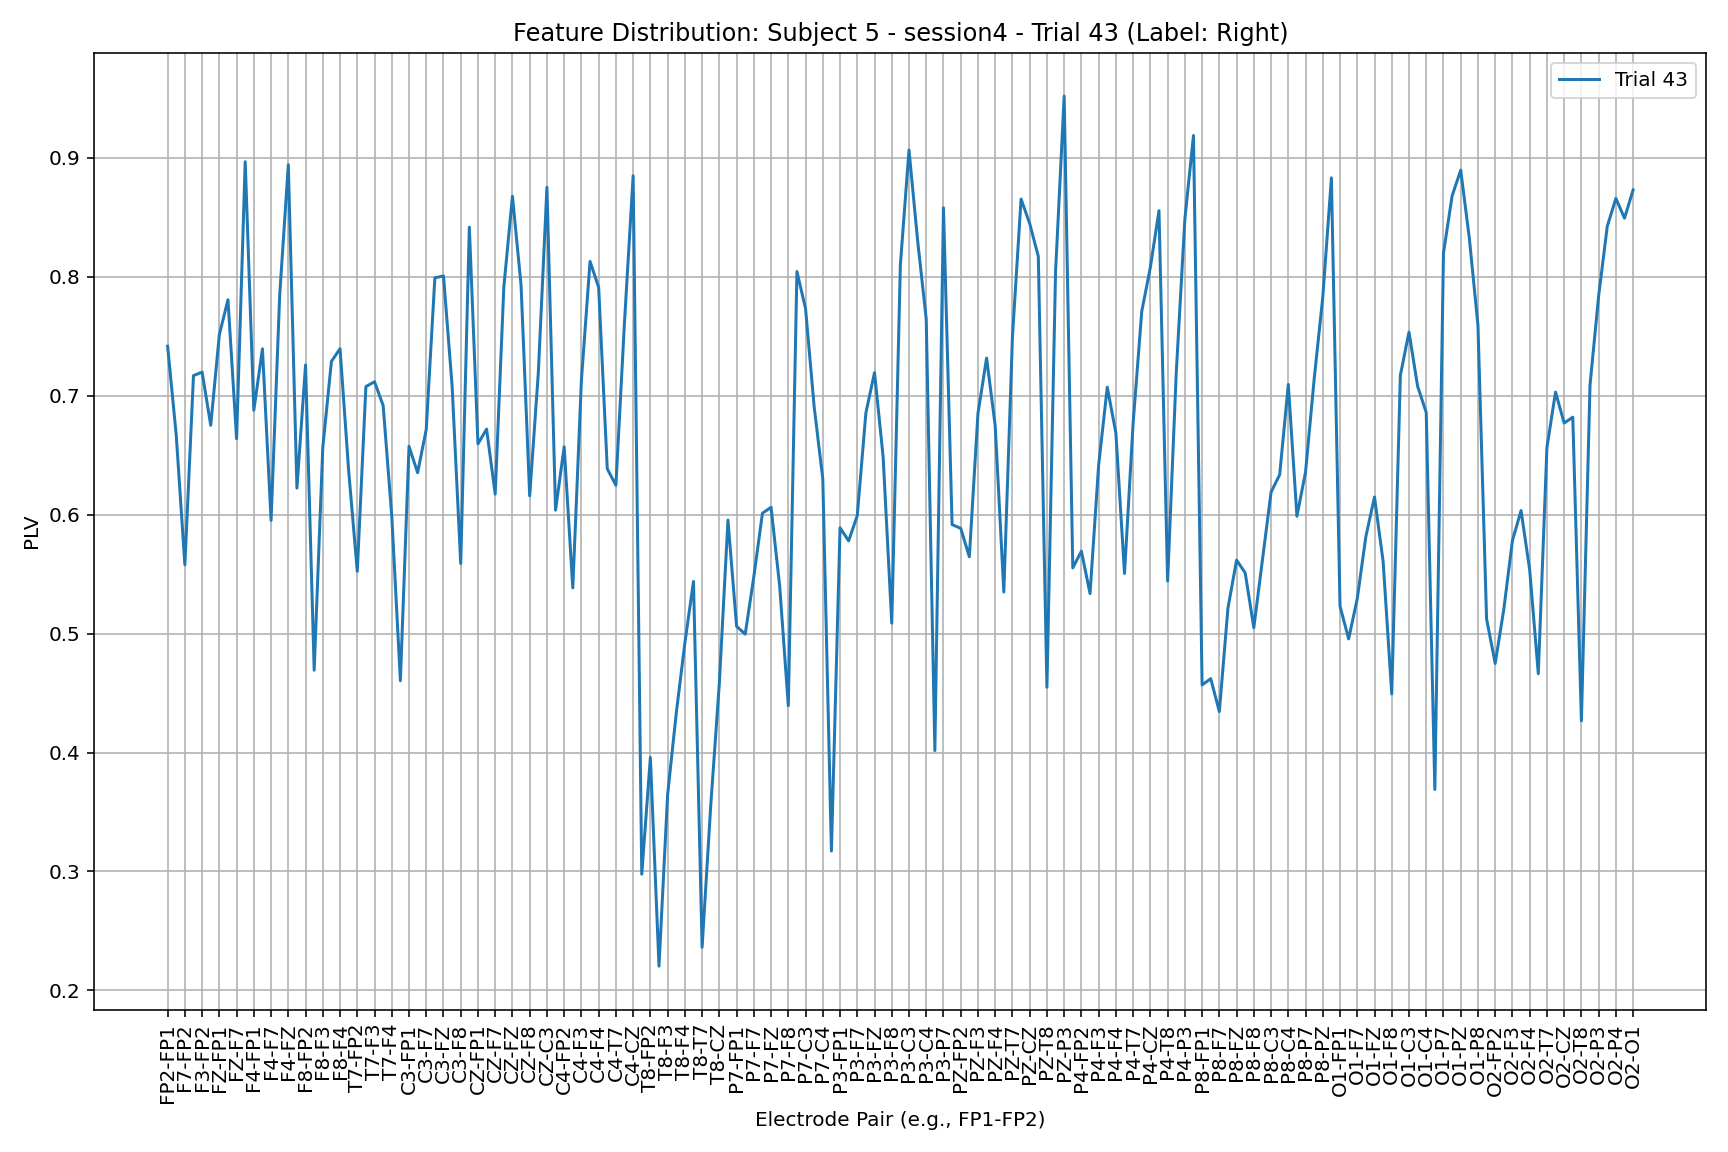 Feature Distribution: Subject 5 - session4 - Trial 43 (Label: Right)
Trial 43
0.9
0.8
0.7
0.6
0.5
0.4
0.3
0.2
PLV
FP2-FP1
F7-FP2
F3-FP2
FZ-FP1
FZ-F7
F4-FP1
F4-F7
F4-FZ
F8-FP2
F8-F3
F8-F4
T7-FP2
T7-F3
T7-F4
C3-FP1
C3-F7
C3-FZ
C3-F8
CZ-FP1
CZ-F7
CZ-FZ
CZ-F8
CZ-C3
C4-FP2
C4-F3
C4-F4
C4-T7
C4-CZ
T8-FP2
T8-F3
T8-F4
T8-T7
T8-CZ
P7-FP1
P7-F7
P7-FZ
P7-F8
P7-C3
P7-C4
P3-FP1
P3-F7
P3-FZ
P3-F8
P3-C3
P3-C4
P3-P7
PZ-FP2
PZ-F3
PZ-F4
PZ-T7
PZ-CZ
PZ-T8
PZ-P3
P4-FP2
P4-F3
P4-F4
P4-T7
P4-CZ
P4-T8
P4-P3
P8-FP1
P8-F7
P8-FZ
P8-F8
P8-C3
P8-C4
P8-P7
P8-PZ
O1-FP1
O1-F7
O1-FZ
O1-F8
O1-C3
O1-C4
O1-P7
O1-PZ
O1-P8
O2-FP2
O2-F3
O2-F4
O2-T7
O2-CZ
O2-T8
O2-P3
O2-P4
O2-O1
Electrode Pair (e.g., FP1-FP2)